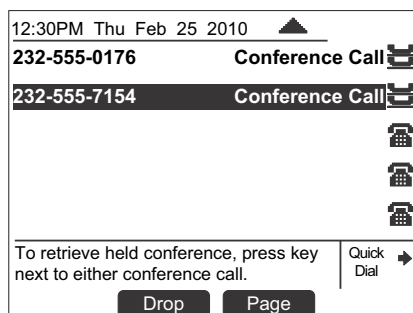 12:30PM Thu Feb 25 2010
232-555-0176 Conference Call
232-555-7154 Conference Call
To retrieve held conference, press key
next to either conference call.
Quick
Dial
Drop Page